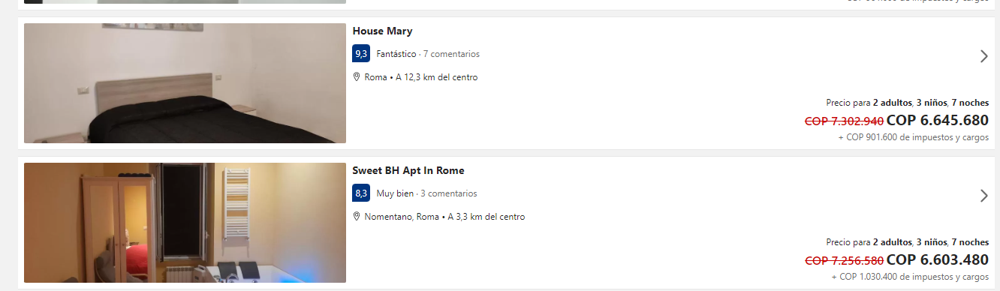 House Mary
9,3 Fantástico · 7 comentarios
Roma • A 12,3 km del centro
Precio para 2 adultos, 3 niños, 7 noches
COP 7.302.940 COP 6.645.680
+ COP 901.600 de impuestos y cargos
Sweet BH Apt In Rome
8,3 Muy bien · 3 comentarios
Nomentano, Roma • A 3,3 km del centro
Precio para 2 adultos, 3 niños, 7 noches
COP 7.256.580 COP 6.603.480
+ COP 1.030.400 de impuestos y cargos